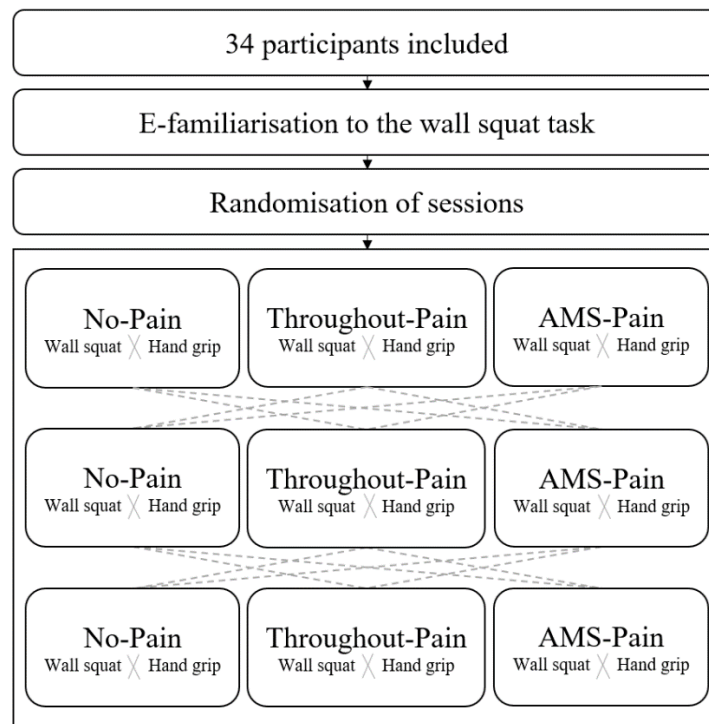 34 participants included
E-familiarisation to the wall squat task
Randomisation of sessions
No-Pain
Wall squat Hand grip
Throughout-Pain
Wall squat Hand grip
AMS-Pain
Wall squat Hand grip
No-Pain
Wall squat Hand grip
Throughout-Pain
Wall squat Hand grip
AMS-Pain
Wall squat Hand grip
No-Pain
Wall squat Hand grip
Throughout-Pain
Wall squat Hand grip
AMS-Pain
Wall squat Hand grip